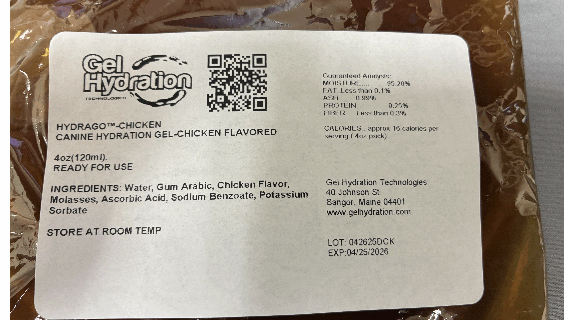 Gel
Hydration
TECHNOLOGIES
HYDRAGO™-CHICKEN
CANINE HYDRATION GEL-CHICKEN FLAVORED
4oz(120ml).
READY FOR USE
INGREDIENTS: Water, Gum Arabic, Chicken Flavor,
Molasses, Ascorbic Acid, Sodium Benzoate, Potassium
Sorbate
STORE AT ROOM TEMP
Guaranteed Analysis:
MOISTURE.... 95.20%
FAT..Less than 0.1%
ASH 0.99%
PROTEIN 0.25%
FIBER Less than 0.3%
CALORIES.. approx 16 calories per
serving ( 4oz pack)
Gel Hydration Technologies
40 Johnson St
Bangor, Maine 04401
www.gelhydration.com
LOT: 042625DCK
EXP:04/25/2026